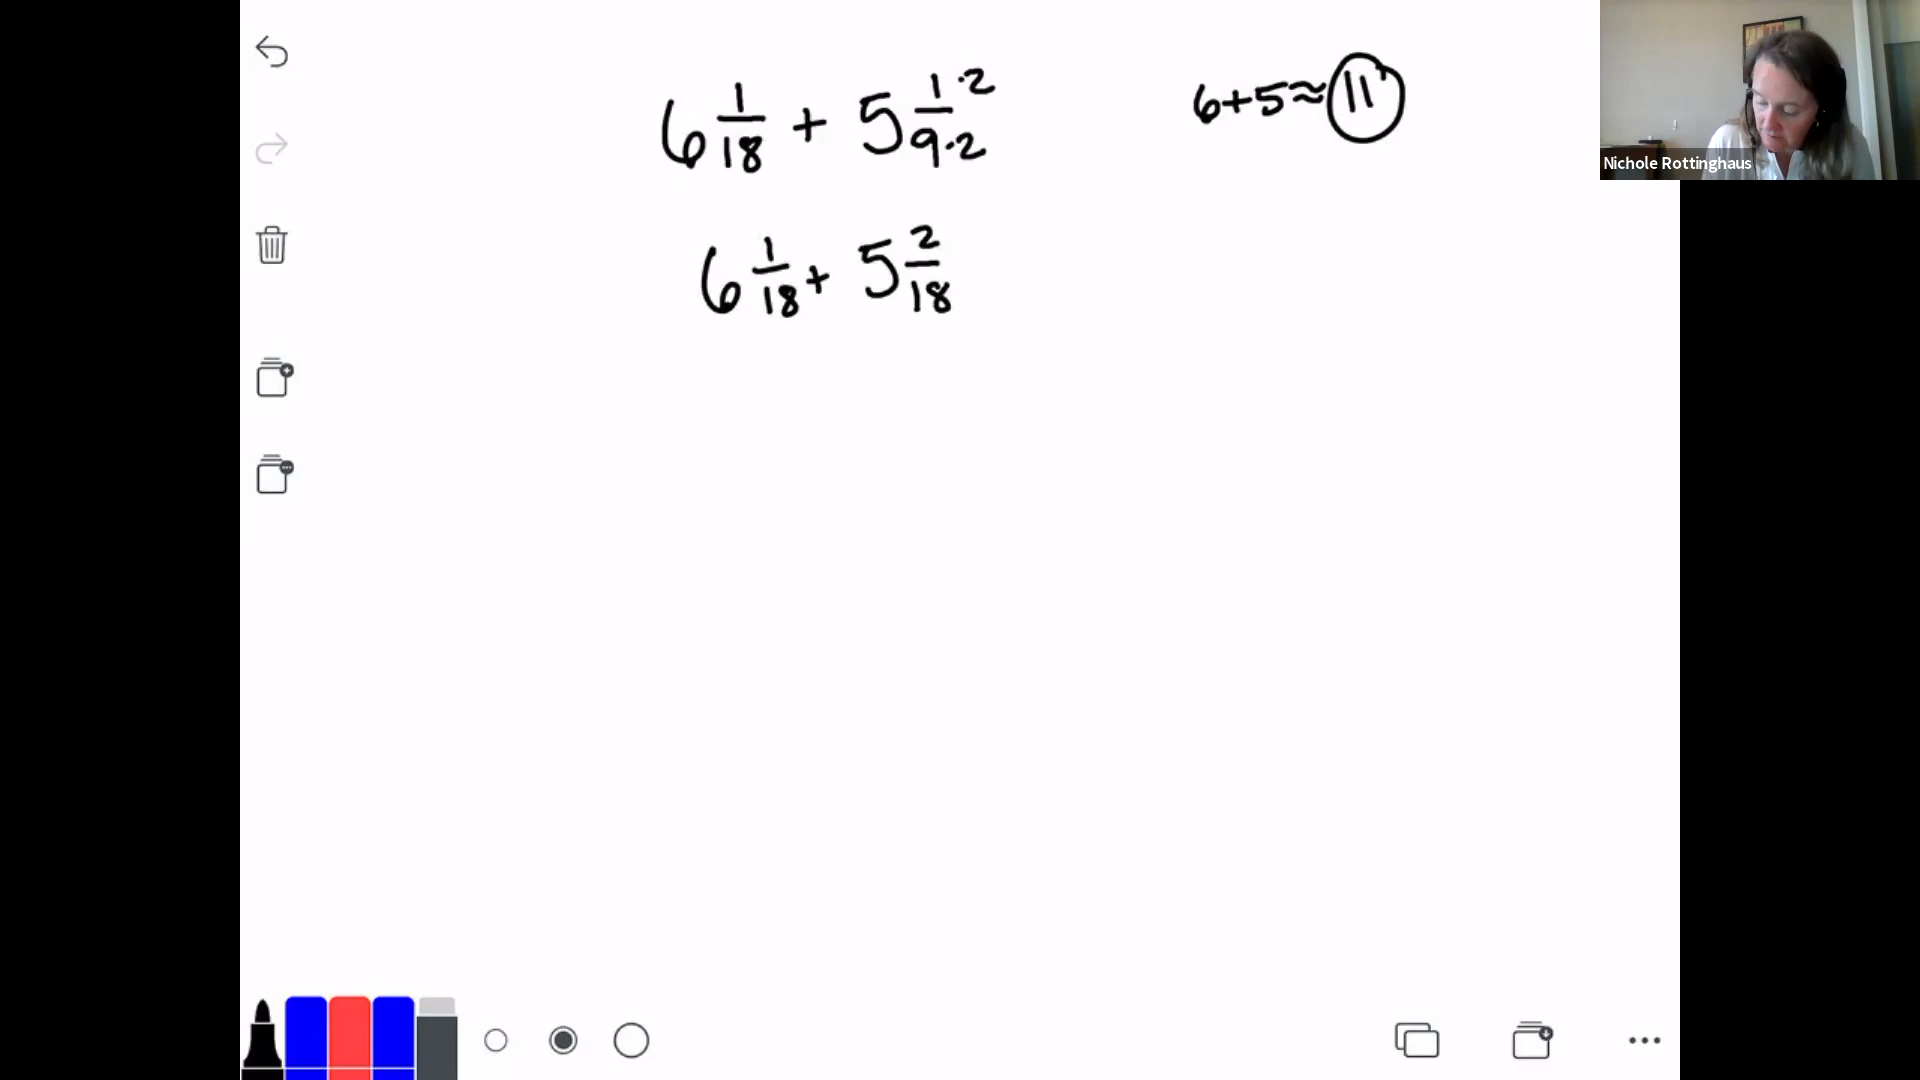 6 1/18 + 5 1·2/9·2
6+5≈11
Nichole Rottinghaus
6 1/18 + 5 2/18